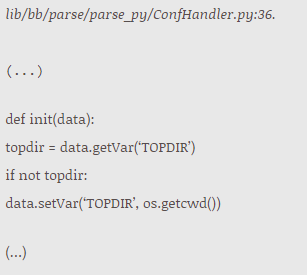 lib/bb/parse/parse_py/ConfHandler.py:36.
(...)
def init(data):
topdir = data.getVar(‘TOPDIR’)
if not topdir:
data.setVar(‘TOPDIR’, os.getcwd())
(…)